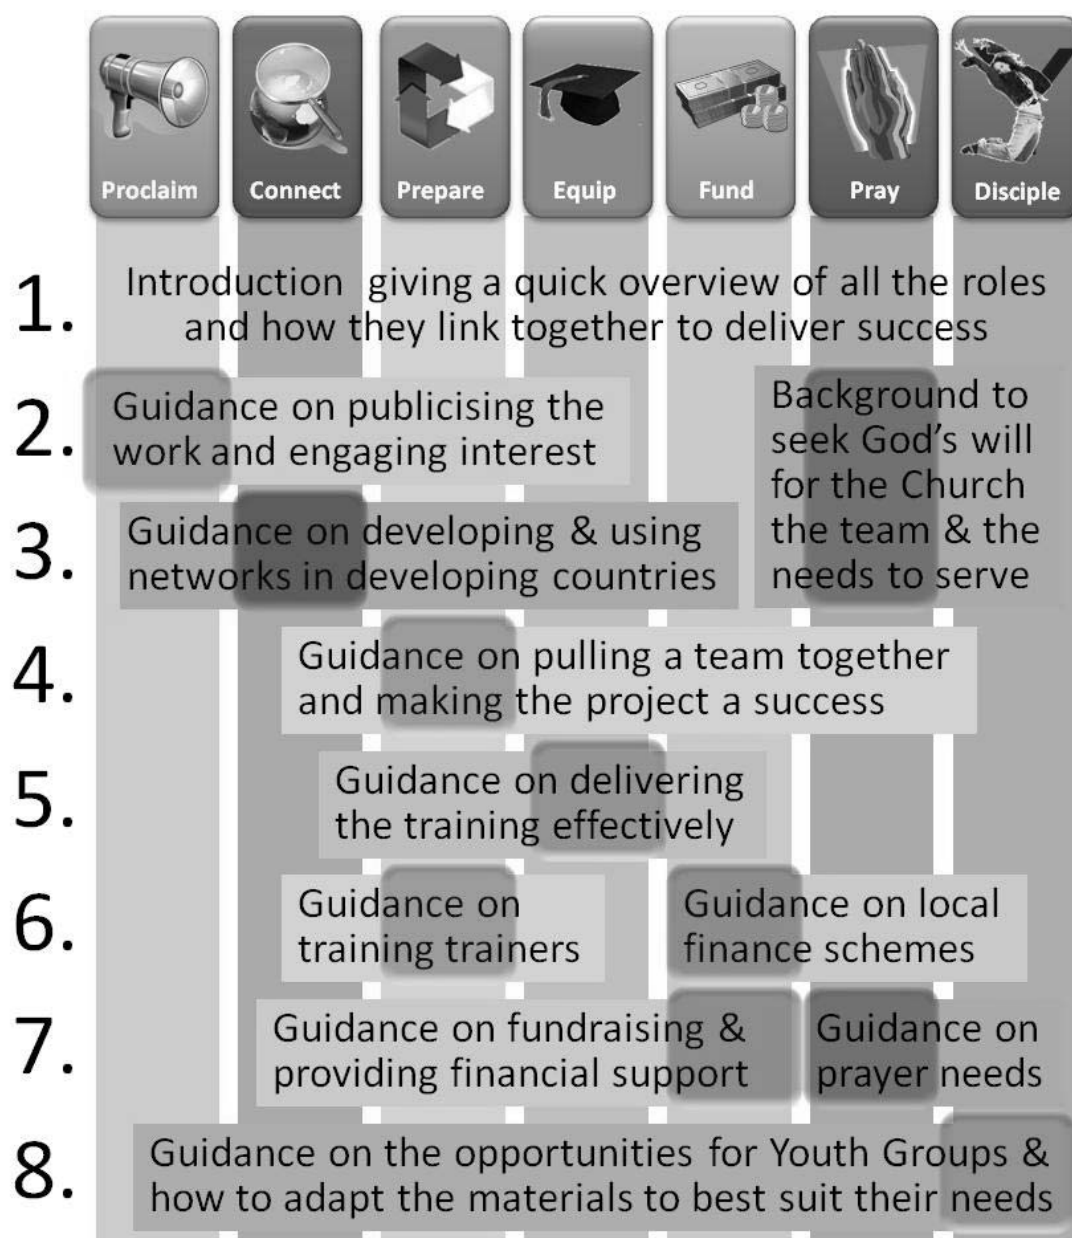 Proclaim
Connect
Prepare
Equip
Fund
Pray
Disciple
1.
Introduction giving a quick overview of all the roles
and how they link together to deliver success
2.
Guidance on publicising the
work and engaging interest
Background to
seek God's will
for the Church
the team & the
needs to serve
3.
Guidance on developing & using
networks in developing countries
4.
Guidance on pulling a team together
and making the project a success
5.
Guidance on delivering
the training effectively
6.
Guidance on
training trainers
Guidance on local
finance schemes
7.
Guidance on fundraising &
providing financial support
Guidance on
prayer needs
8.
Guidance on the opportunities for Youth Groups &
how to adapt the materials to best suit their needs